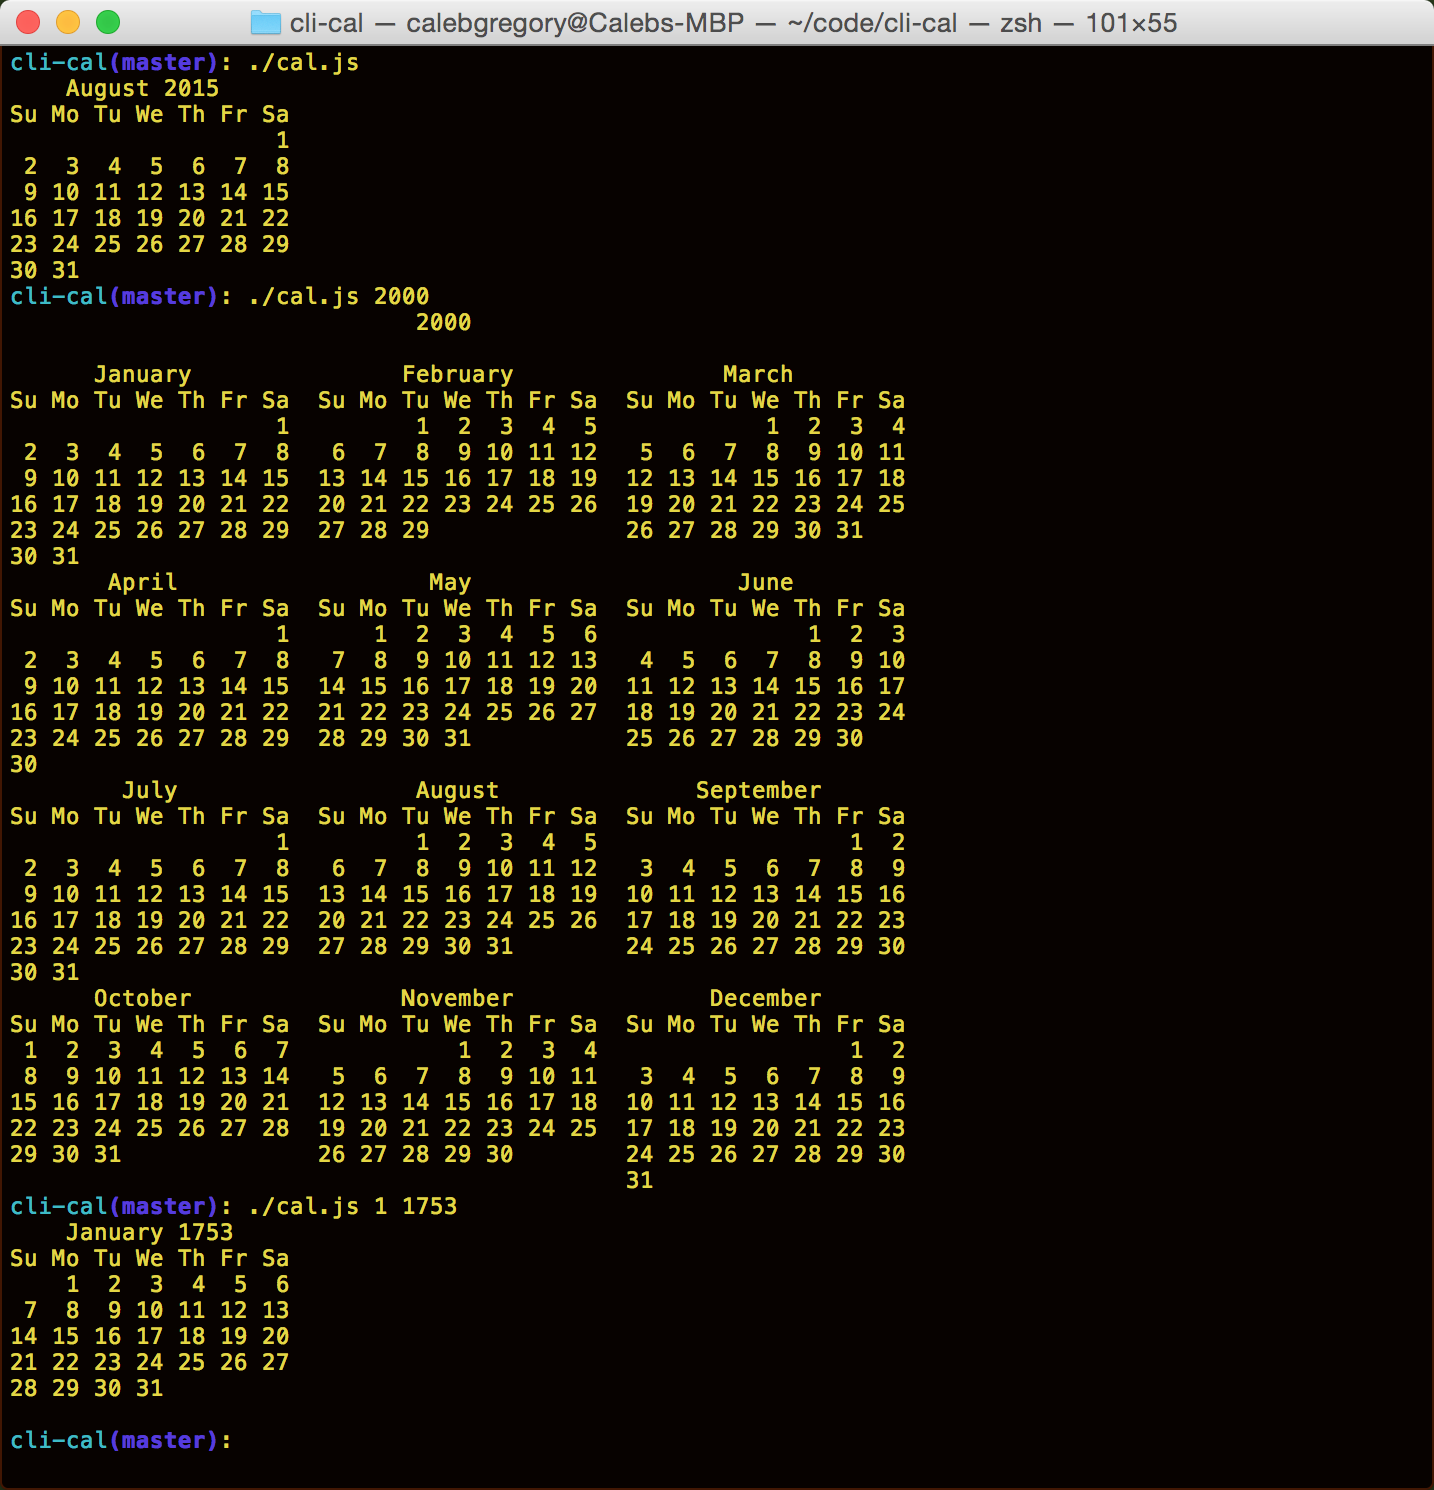 cli-cal — calebgregory@Calebs-MBP — ~/code/cli-cal — zsh — 101×55
cli-cal(master): ./cal.js
    August 2015
Su Mo Tu We Th Fr Sa
                   1
 2  3  4  5  6  7  8
 9 10 11 12 13 14 15
16 17 18 19 20 21 22
23 24 25 26 27 28 29
30 31
cli-cal(master): ./cal.js 2000
                             2000

      January               February               March
Su Mo Tu We Th Fr Sa  Su Mo Tu We Th Fr Sa  Su Mo Tu We Th Fr Sa
                   1         1  2  3  4  5            1  2  3  4
 2  3  4  5  6  7  8   6  7  8  9 10 11 12   5  6  7  8  9 10 11
 9 10 11 12 13 14 15  13 14 15 16 17 18 19  12 13 14 15 16 17 18
16 17 18 19 20 21 22  20 21 22 23 24 25 26  19 20 21 22 23 24 25
23 24 25 26 27 28 29  27 28 29              26 27 28 29 30 31
30 31
       April                  May                   June
Su Mo Tu We Th Fr Sa  Su Mo Tu We Th Fr Sa  Su Mo Tu We Th Fr Sa
                   1      1  2  3  4  5  6               1  2  3
 2  3  4  5  6  7  8   7  8  9 10 11 12 13   4  5  6  7  8  9 10
 9 10 11 12 13 14 15  14 15 16 17 18 19 20  11 12 13 14 15 16 17
16 17 18 19 20 21 22  21 22 23 24 25 26 27  18 19 20 21 22 23 24
23 24 25 26 27 28 29  28 29 30 31           25 26 27 28 29 30
30
        July                 August              September
Su Mo Tu We Th Fr Sa  Su Mo Tu We Th Fr Sa  Su Mo Tu We Th Fr Sa
                   1         1  2  3  4  5                  1  2
 2  3  4  5  6  7  8   6  7  8  9 10 11 12   3  4  5  6  7  8  9
 9 10 11 12 13 14 15  13 14 15 16 17 18 19  10 11 12 13 14 15 16
16 17 18 19 20 21 22  20 21 22 23 24 25 26  17 18 19 20 21 22 23
23 24 25 26 27 28 29  27 28 29 30 31        24 25 26 27 28 29 30
30 31
      October               November              December
Su Mo Tu We Th Fr Sa  Su Mo Tu We Th Fr Sa  Su Mo Tu We Th Fr Sa
 1  2  3  4  5  6  7            1  2  3  4                  1  2
 8  9 10 11 12 13 14   5  6  7  8  9 10 11   3  4  5  6  7  8  9
15 16 17 18 19 20 21  12 13 14 15 16 17 18  10 11 12 13 14 15 16
22 23 24 25 26 27 28  19 20 21 22 23 24 25  17 18 19 20 21 22 23
29 30 31              26 27 28 29 30        24 25 26 27 28 29 30
                                            31
cli-cal(master): ./cal.js 1 1753
    January 1753
Su Mo Tu We Th Fr Sa
    1  2  3  4  5  6
 7  8  9 10 11 12 13
14 15 16 17 18 19 20
21 22 23 24 25 26 27
28 29 30 31

cli-cal(master):